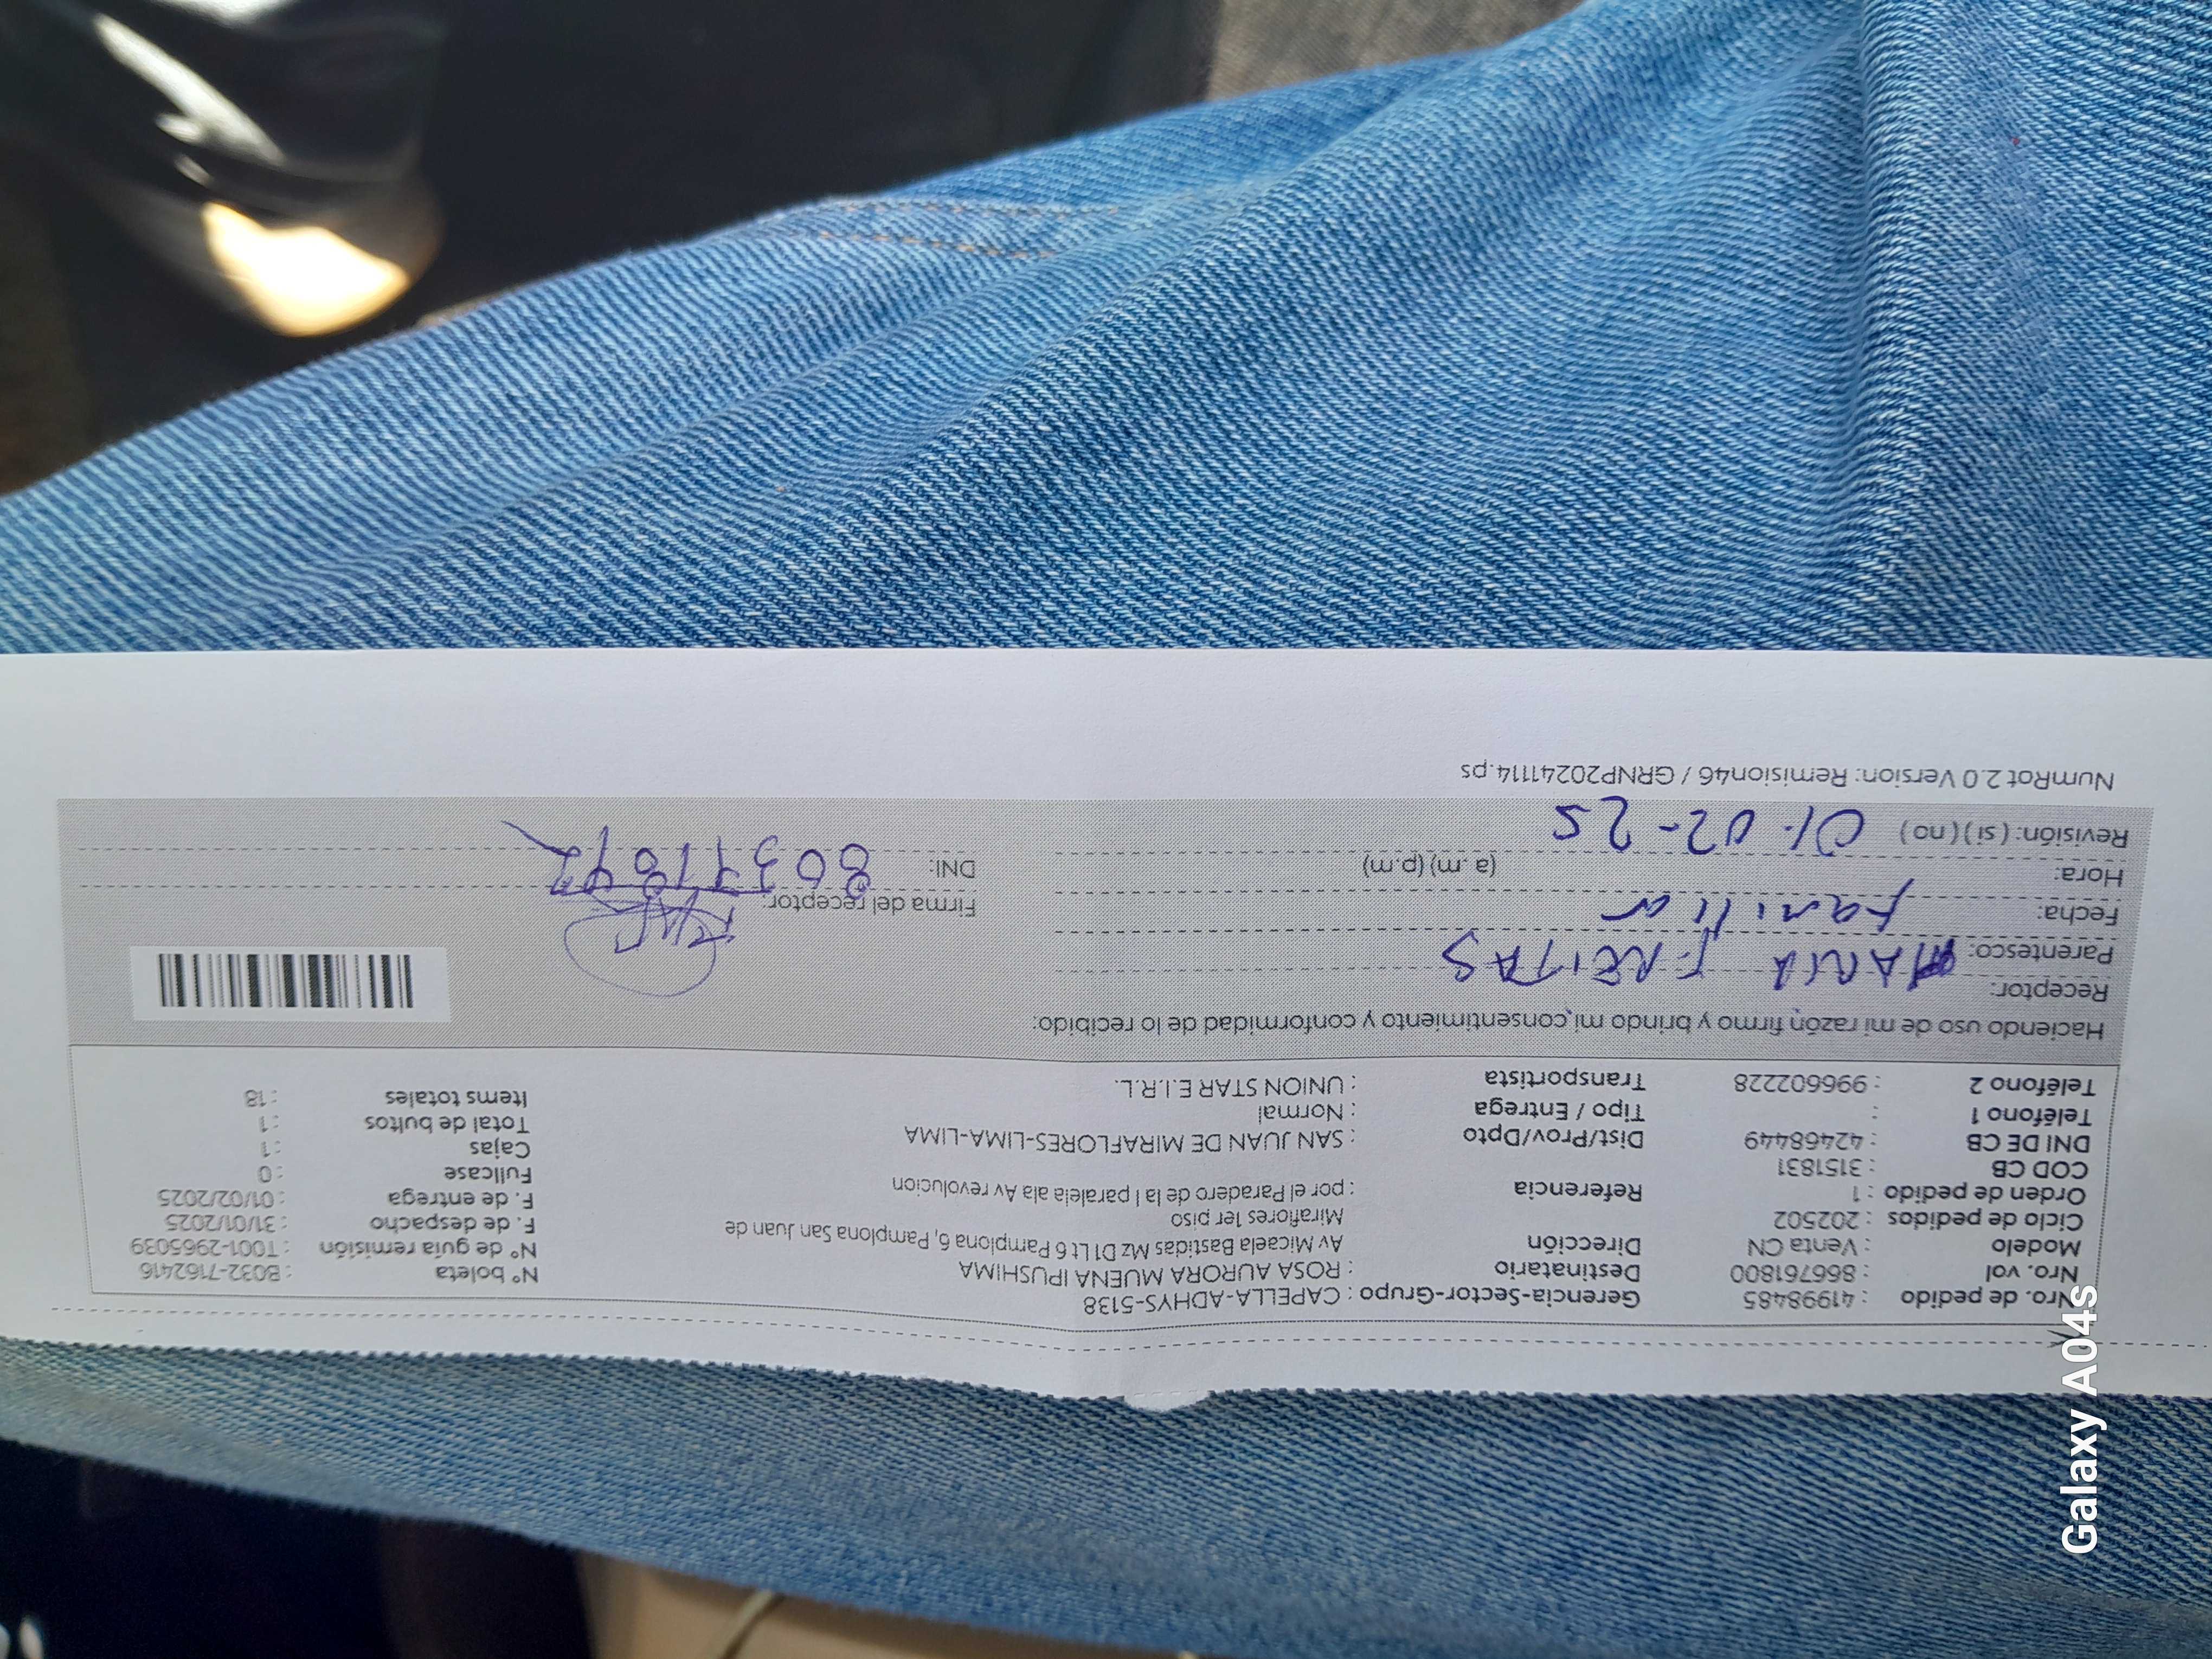 Nro. de pedido : 41998485 Gerencia-Sector-Grupo : CAPELLA-ADHYS-5138
Nro. vol : 866761800 Destinatario : ROSA AURORA MUENA IPUSHIMA N° boleta : B032-7162416
Modelo : Venta CN Dirección Av Micaela Bastidas Mz D1 Lt 6 Pamplona 6, Pamplona San Juan de N° de guía remisión : T001-2965039
Ciclo de pedidos : 202502 Miraflores 1er piso F. de despacho : 31/01/2025
Orden de pedido : 1 Referencia : por el Paradero de la I paralela ala Av revolucion F. de entrega : 01/02/2025
COD CB : 3151831 Fullcase : 0
DNI DE CB : 42468449 Dist/Prov/Dpto : SAN JUAN DE MIRAFLORES-LIMA-LIMA Cajas : 1
Teléfono 1 : Tipo / Entrega : Normal Total de bultos : 1
Teléfono 2 : 996602228 Transportista : UNION STAR E.I.R.L. Items totales : 18
Haciendo uso de mi razón firmo y brindo mi consentimiento y conformidad de lo recibido:
Receptor: MARIA FREITAS
Parentesco: familiar
Fecha: Firma del receptor:
Hora: (a.m) (p.m) DNI:
Revisión: (si) (no) 01-02-25
NumRot 2.0 Version: Remision46 / GRNP20241114.ps
Galaxy A04s